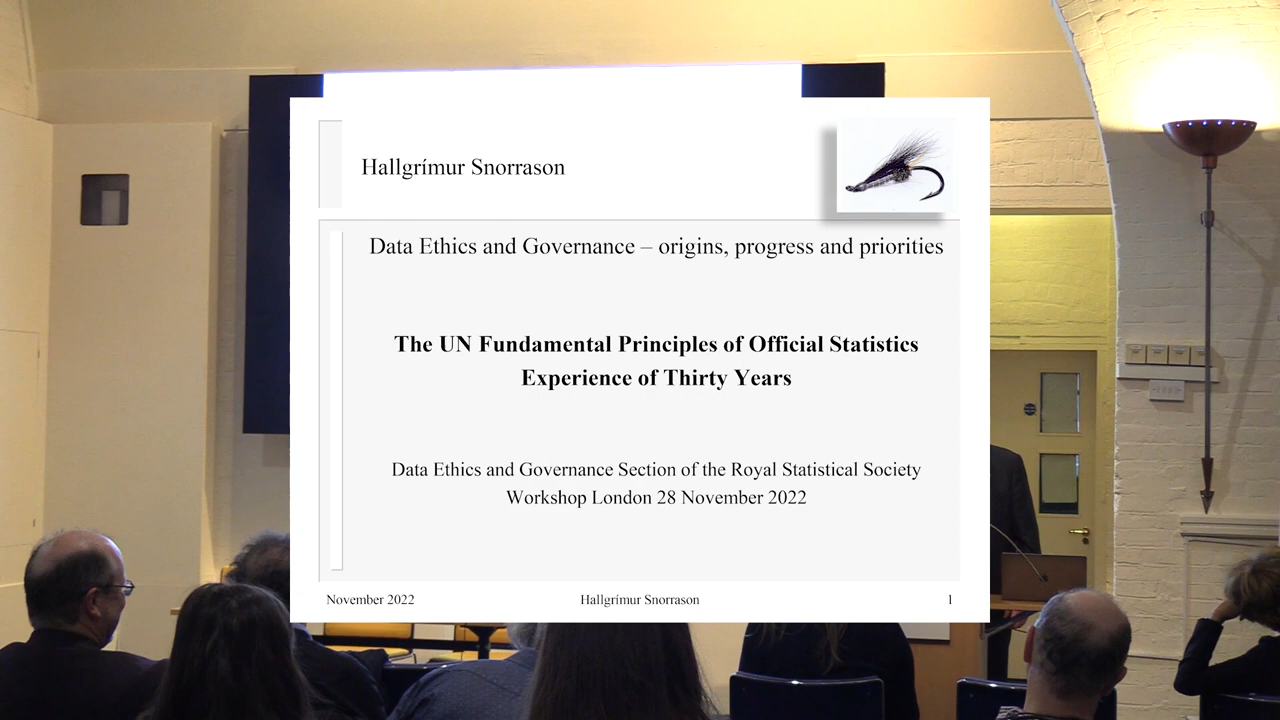 Hallgrímur Snorrason
Data Ethics and Governance – origins, progress and priorities
The UN Fundamental Principles of Official Statistics
Experience of Thirty Years
Data Ethics and Governance Section of the Royal Statistical Society
Workshop London 28 November 2022
November 2022 Hallgrímur Snorrason 1